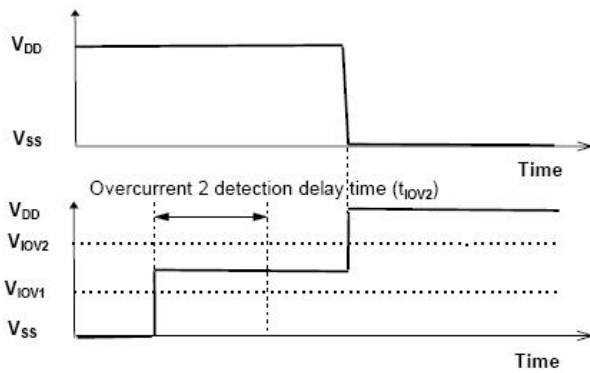 VDD
VSS
Time
Overcurrent 2 detection delay time (tIOV2)
VDD
VIOV2
VIOV1
VSS
Time